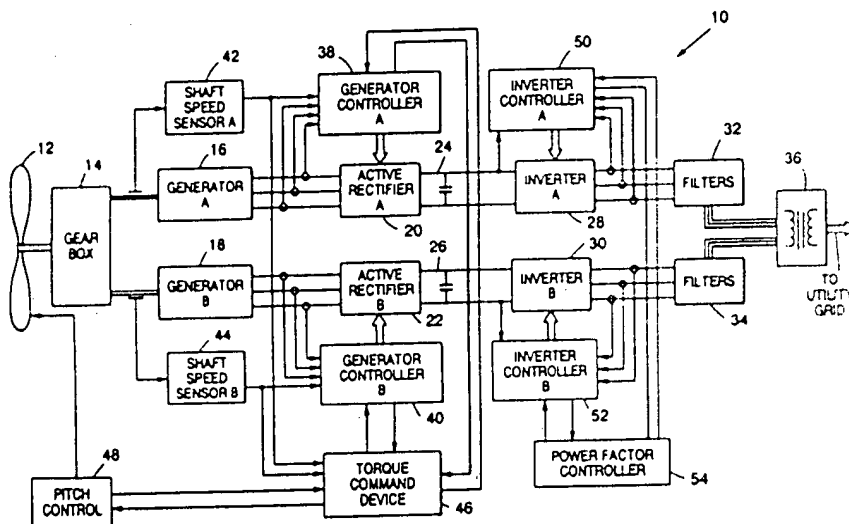 10
42
38
50
SHAFT
SPEED
SENSOR A
GENERATOR
CONTROLLER
A
INVERTER
CONTROLLER
A
12
14
16
24
32
36
GEAR
BOX
GENERATOR
A
ACTIVE
RECTIFIER
A
INVERTER
A
FILTERS
20
28
18
26
30
GENERATOR
B
ACTIVE
RECTIFIER
B
INVERTER
B
FILTERS
TO
UTILITY
GRID
22
34
44
SHAFT
SPEED
SENSOR B
GENERATOR
CONTROLLER
B
INVERTER
CONTROLLER
B
40
52
48
PITCH
CONTROL
TORQUE
COMMAND
DEVICE
46
POWER FACTOR
CONTROLLER
54